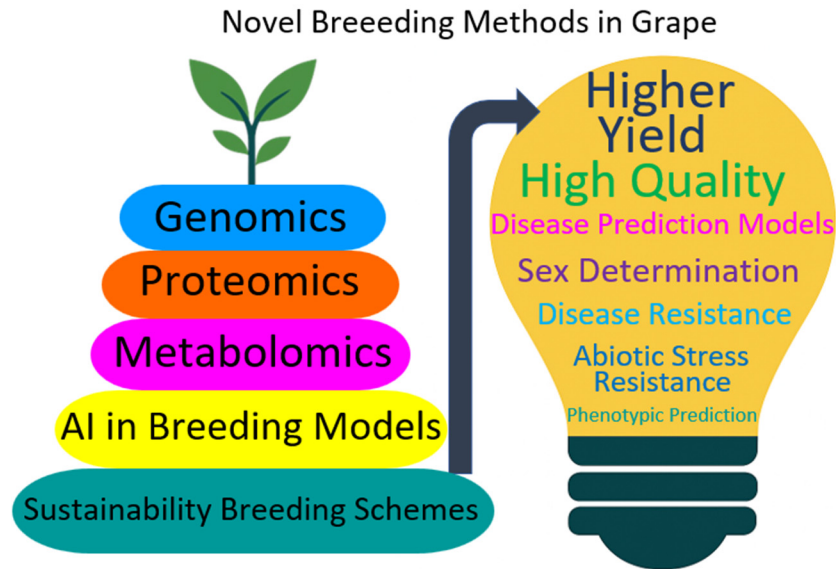 Novel Breeeding Methods in Grape
Genomics
Proteomics
Metabolomics
AI in Breeding Models
Sustainability Breeding Schemes
Higher
Yield
High Quality
Disease Prediction Models
Sex Determination
Disease Resistance
Abiotic Stress
Resistance
Phenotypic Prediction